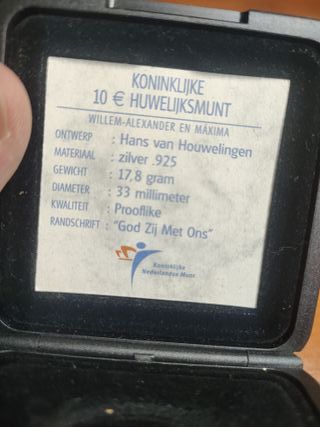 KONINKLIJKE
10 € HUWELIJKSMUNT
WILLEM-ALEXANDER EN MÁXIMA
ONTWERP : Hans van Houwelingen
MATERIAAL : zilver .925
GEWICHT : 17,8 gram
DIAMETER : 33 millimeter
KWALITEIT : Prooflike
RANDSCHRIFT : "God Zij Met Ons"
Koninklijke
Nederlandse Munt